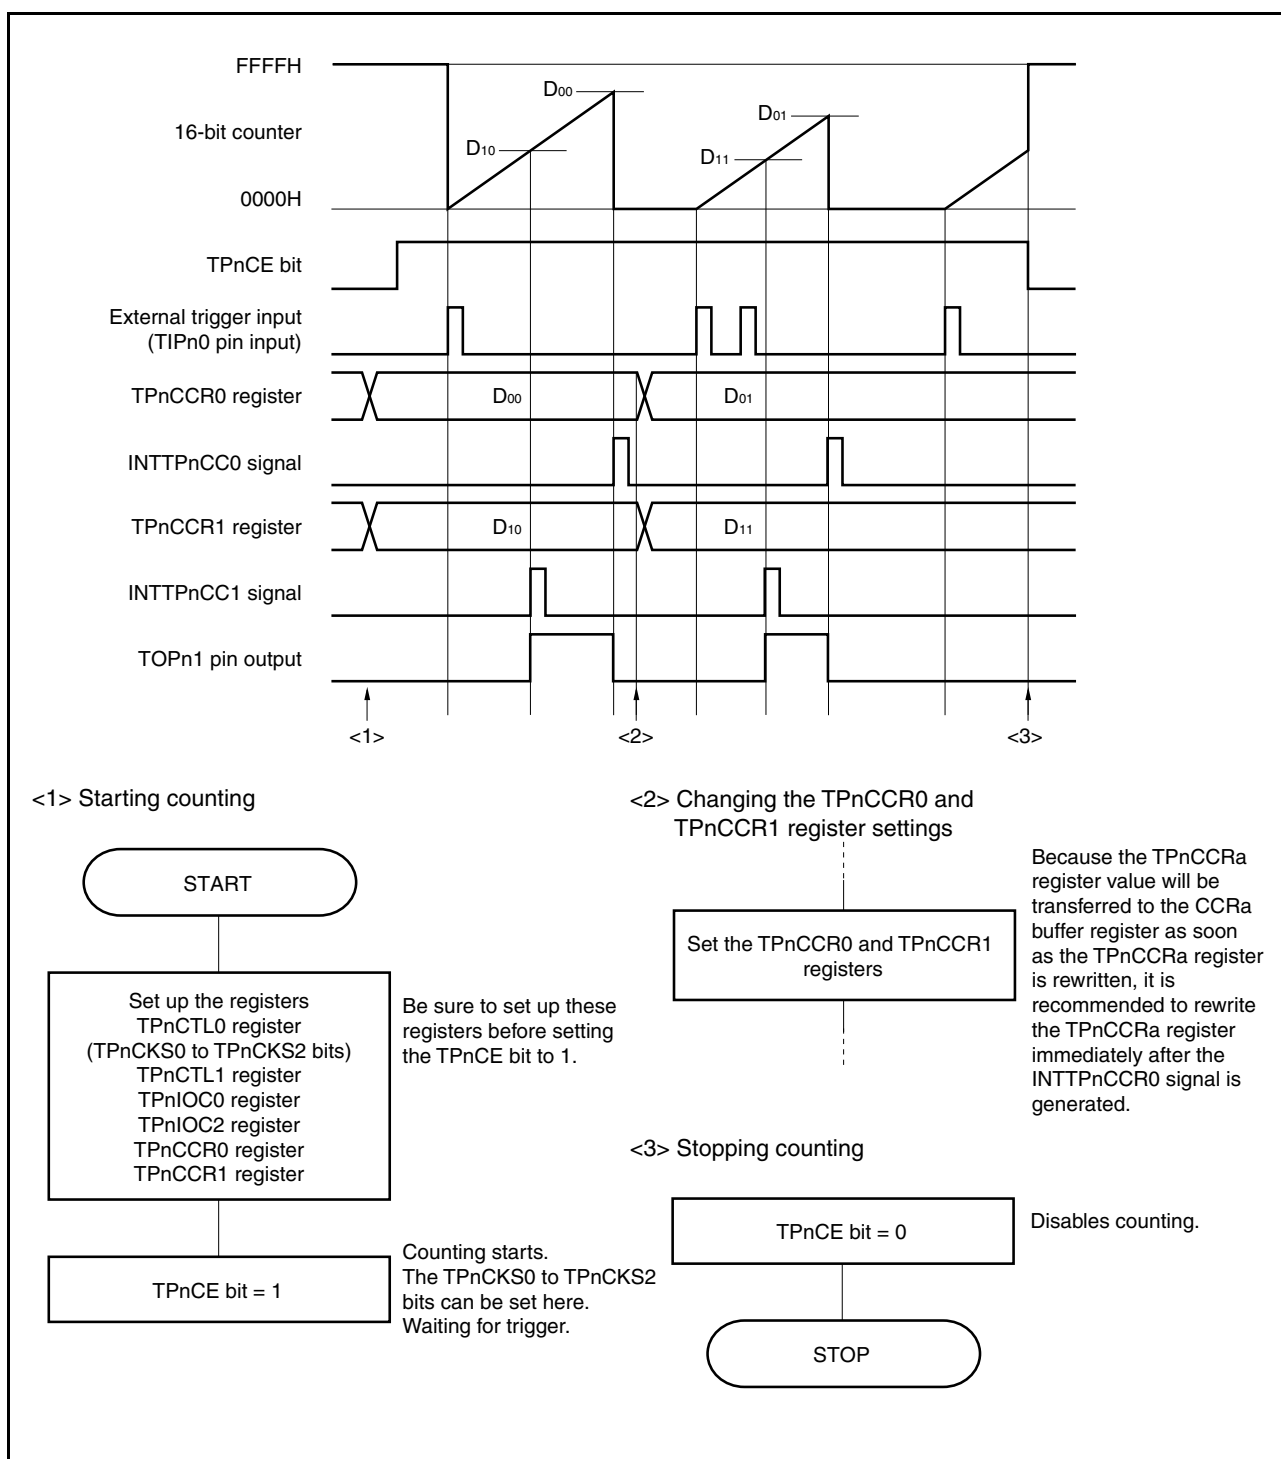 FFFFH
D00
D01
16-bit counter
D10
D11
0000H
TPnCE bit
External trigger input
(TIPn0 pin input)
TPnCCR0 register
D00
D01
INTTPnCC0 signal
TPnCCR1 register
D10
D11
INTTPnCC1 signal
TOPn1 pin output
<1>
<2>
<3>
<1> Starting counting
START
Set up the registers
TPnCTL0 register
(TPnCKS0 to TPnCKS2 bits)
TPnCTL1 register
TPnIOC0 register
TPnIOC2 register
TPnCCR0 register
TPnCCR1 register
Be sure to set up these
registers before setting
the TPnCE bit to 1.
TPnCE bit = 1
Counting starts.
The TPnCKS0 to TPnCKS2
bits can be set here.
Waiting for trigger.
<2> Changing the TPnCCR0 and
TPnCCR1 register settings
Set the TPnCCR0 and TPnCCR1
registers
Because the TPnCCRa
register value will be
transferred to the CCRa
buffer register as soon
as the TPnCCRa register
is rewritten, it is
recommended to rewrite
the TPnCCRa register
immediately after the
INTTPnCCR0 signal is
generated.
<3> Stopping counting
TPnCE bit = 0
Disables counting.
STOP